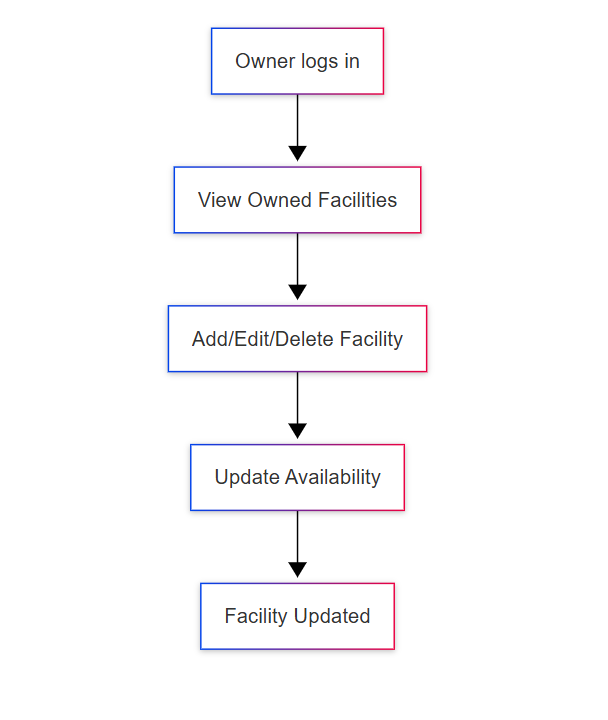 Owner logs in
View Owned Facilities
Add/Edit/Delete Facility
Update Availability
Facility Updated